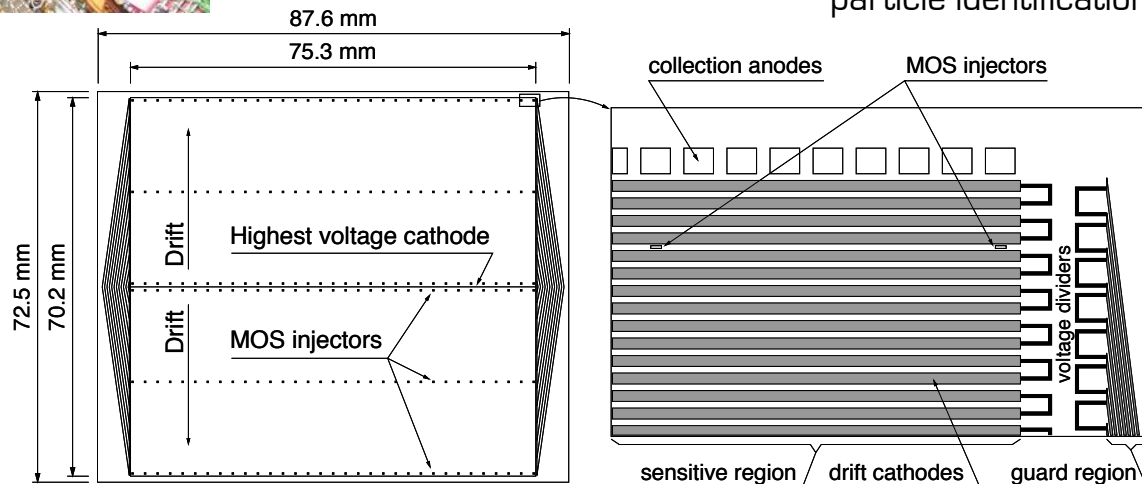 particle identification
87.6 mm
75.3 mm
collection anodes
MOS injectors
Drift
Highest voltage cathode
72.5 mm
70.2 mm
Drift
MOS injectors
voltage dividers
sensitive region
drift cathodes
guard region